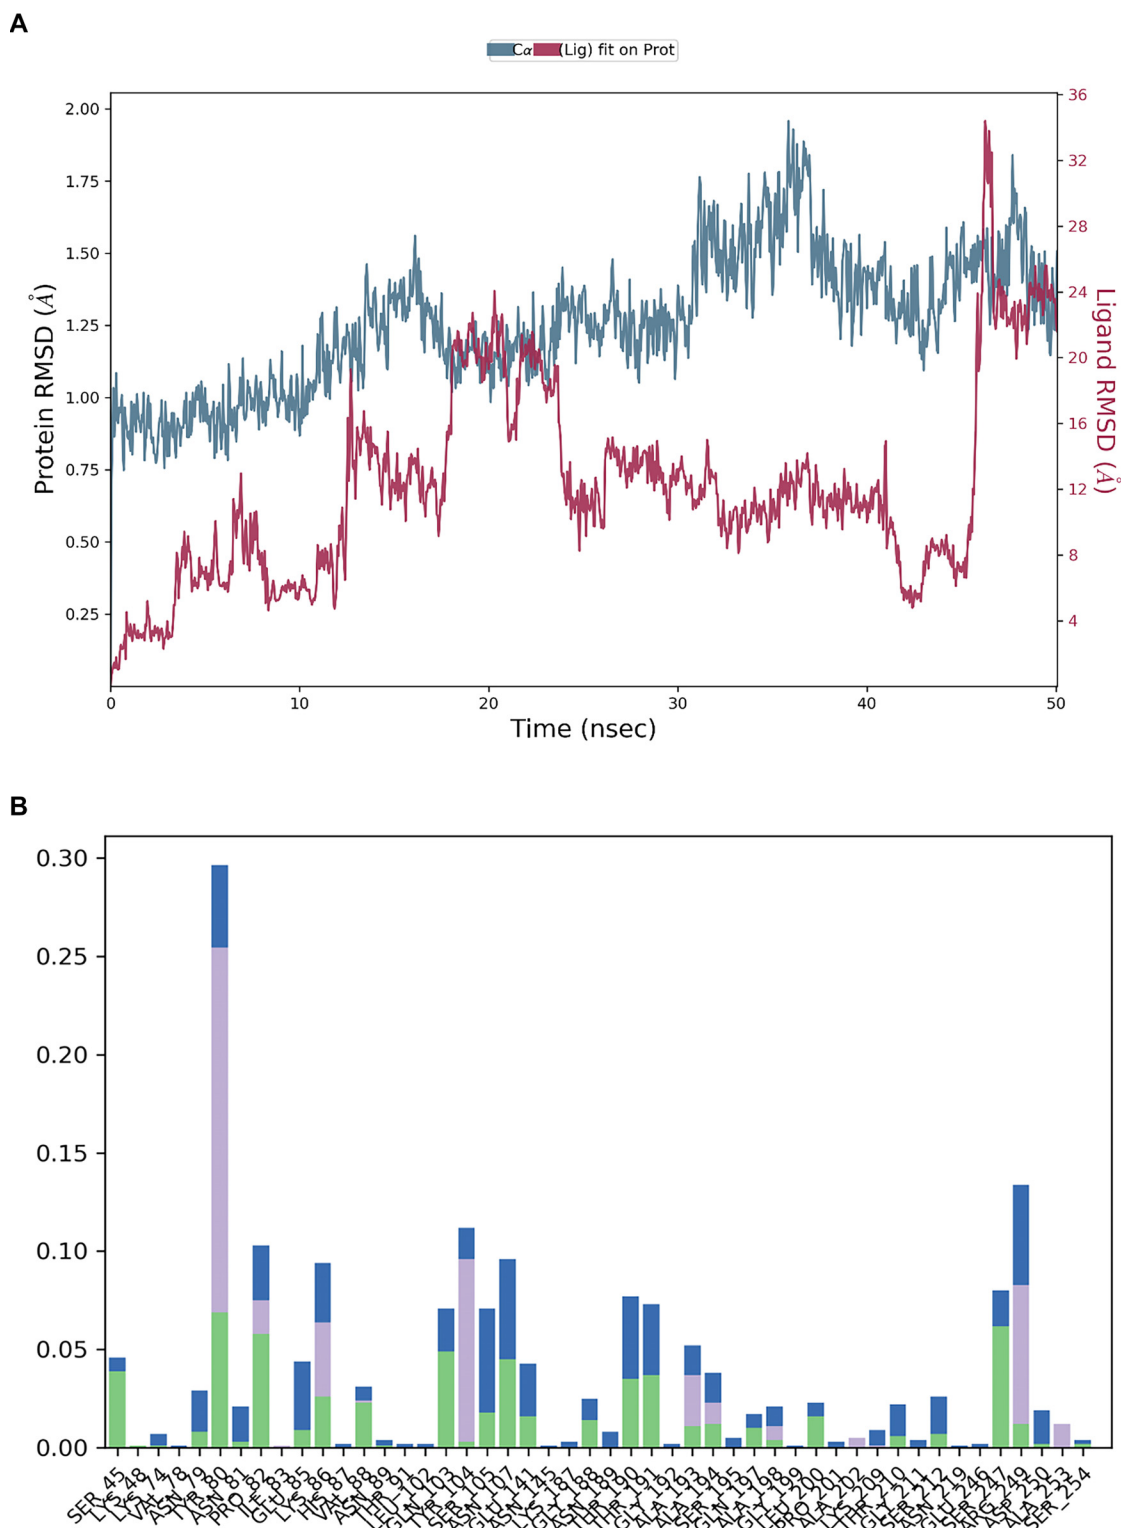 A
Cα (Lig) fit on Prot
2.00
1.75
1.50
1.25
1.00
0.75
0.50
0.25
Protein RMSD (Å)
36
32
28
24
20
16
12
8
4
Ligand RMSD (Å)
0 10 20 30 40 50
Time (nsec)
B
0.30
0.25
0.20
0.15
0.10
0.05
0.00
SER_45
LYS_48
LYS_74
VAL_78
ASN_79
TYR_80
ASN_81
PRO_82
ILE_83
GLU_85
LYS_86
HIS_87
VAL_88
ASN_89
THR_91
LEU_102
GLN_103
TYR_104
SER_105
ASN_107
GLU_141
ASN_145
LYS_187
GLY_188
ASN_189
THR_190
THR_191
GLY_192
ALA_193
ALA_194
SER_195
GLN_197
ALA_198
GLY_199
LEU_200
PRO_201
ALA_202
LYS_209
THR_210
GLY_211
SER_212
ASN_219
GLU_246
SER_247
ARG_249
ASP_250
ALA_253
SER_254